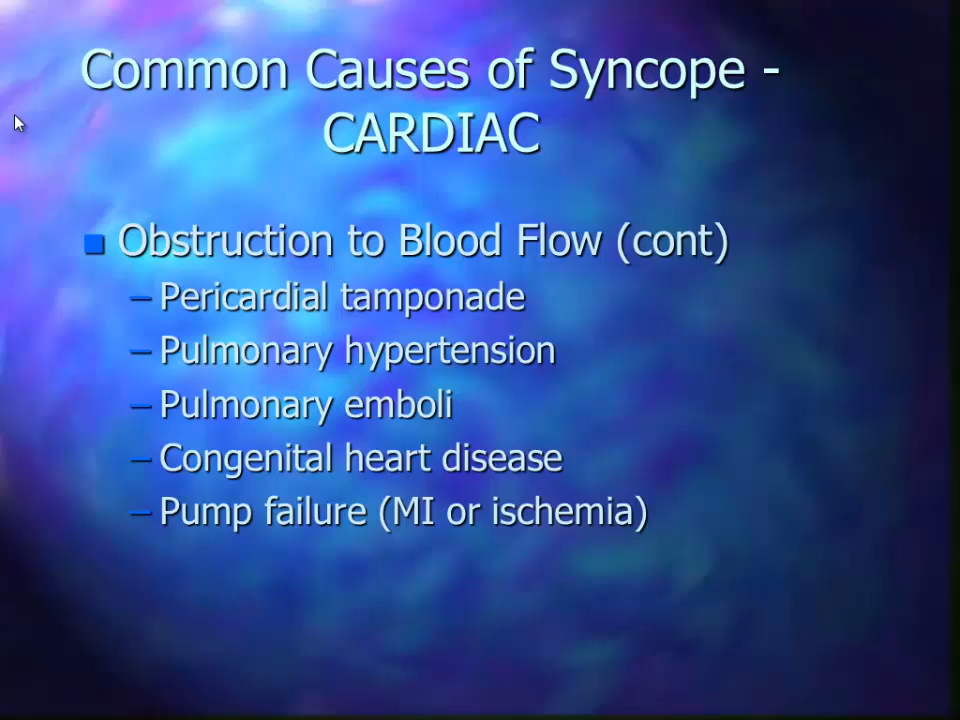 Common Causes of Syncope -
CARDIAC
Obstruction to Blood Flow (cont)
– Pericardial tamponade
– Pulmonary hypertension
– Pulmonary emboli
– Congenital heart disease
– Pump failure (MI or ischemia)